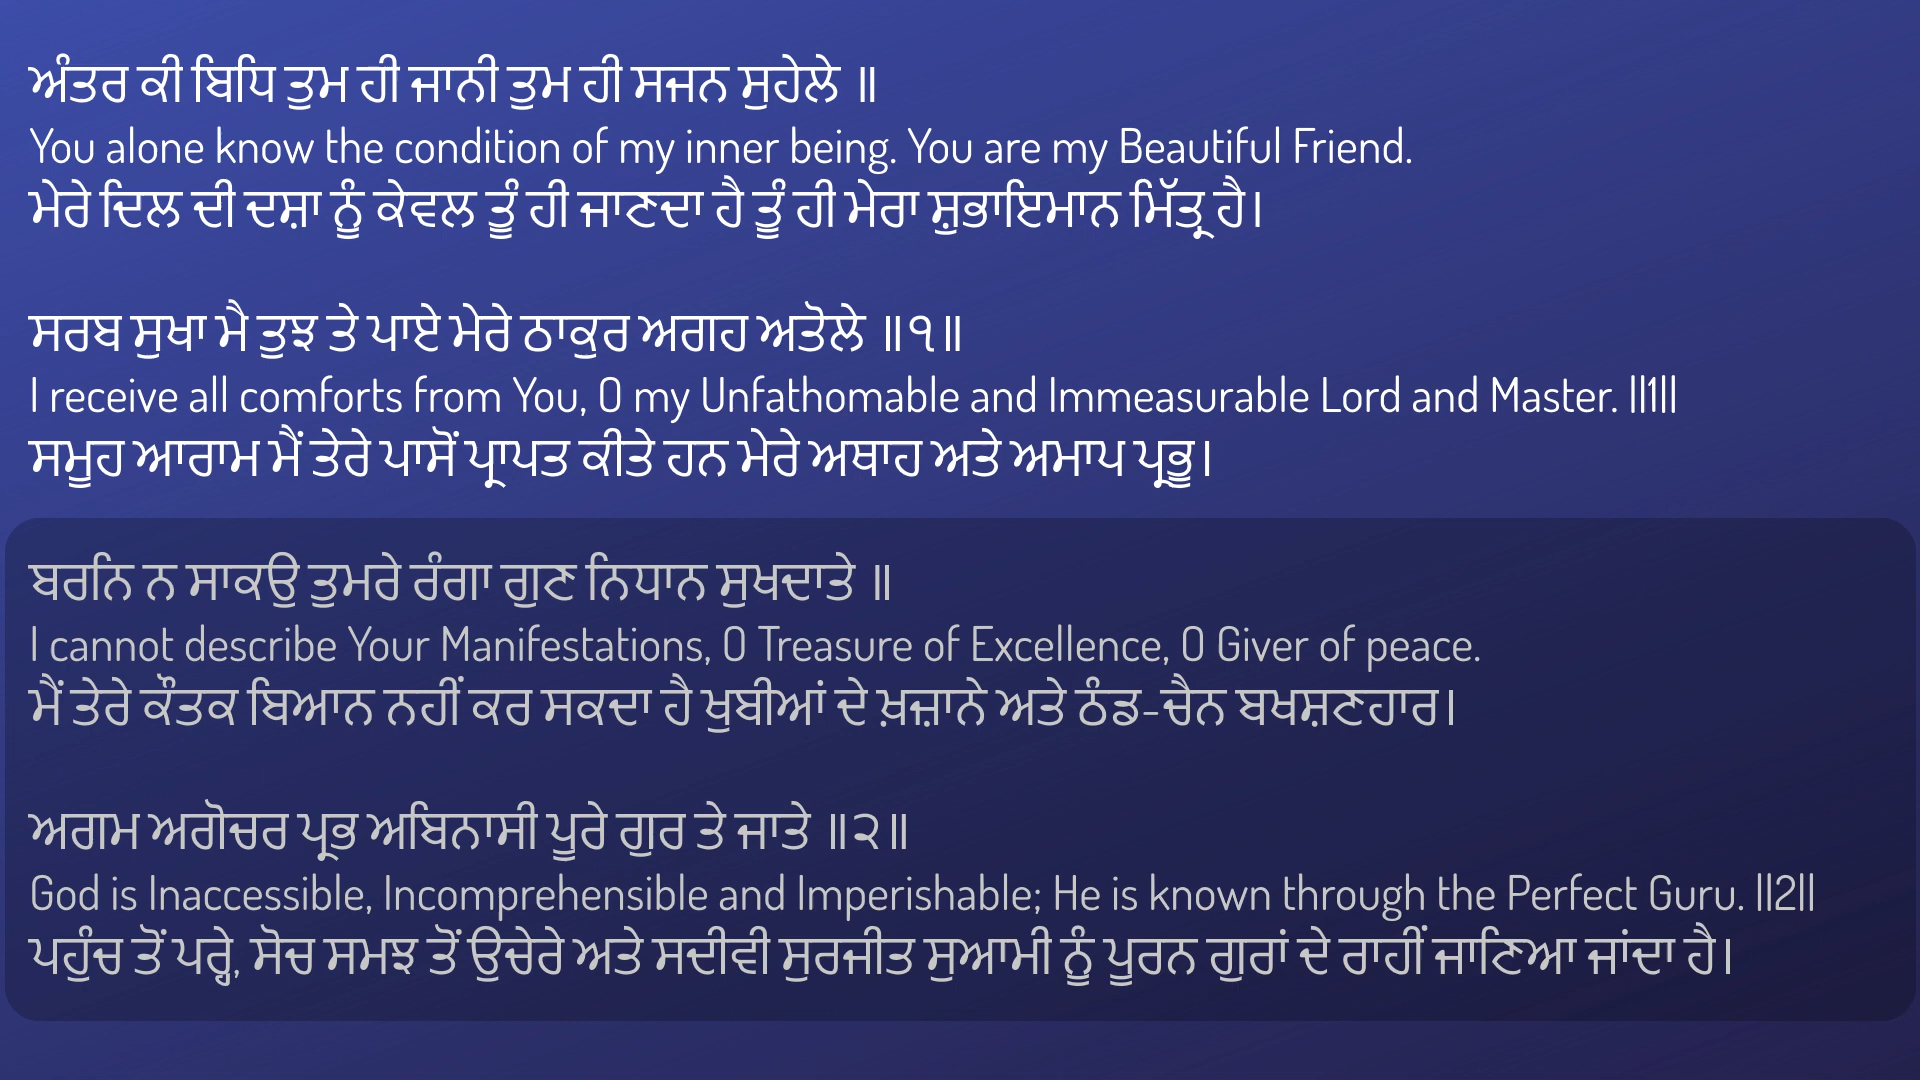 ਅੰਤਰ ਕੀ ਬਿਧਿ ਤੁਮ ਹੀ ਜਾਨੀ ਤੁਮ ਹੀ ਸਜਨ ਸੁਹੇਲੇ ॥
You alone know the condition of my inner being. You are my Beautiful Friend.
ਮੇਰੇ ਦਿਲ ਦੀ ਦਸ਼ਾ ਨੂੰ ਕੇਵਲ ਤੂੰ ਹੀ ਜਾਣਦਾ ਹੈ ਤੂੰ ਹੀ ਮੇਰਾ ਸ਼ੁਭਾਇਮਾਨ ਮਿੱਤ੍ਰ ਹੈ।
ਸਰਬ ਸੁਖਾ ਮੈ ਤੁਝ ਤੇ ਪਾਏ ਮੇਰੇ ਠਾਕੁਰ ਅਗਹ ਅਤੋਲੇ ॥੧॥
I receive all comforts from You, O my Unfathomable and Immeasurable Lord and Master. ||1||
ਸਮੂਹ ਆਰਾਮ ਮੈਂ ਤੇਰੇ ਪਾਸੋਂ ਪ੍ਰਾਪਤ ਕੀਤੇ ਹਨ ਮੇਰੇ ਅਥਾਹ ਅਤੇ ਅਮਾਪ ਪ੍ਰਭੂ।
ਬਰਨਿ ਨ ਸਾਕਉ ਤੁਮਰੇ ਰੰਗਾ ਗੁਣ ਨਿਧਾਨ ਸੁਖਦਾਤੇ ॥
I cannot describe Your Manifestations, O Treasure of Excellence, O Giver of peace.
ਮੈਂ ਤੇਰੇ ਕੌਤਕ ਬਿਆਨ ਨਹੀਂ ਕਰ ਸਕਦਾ ਹੈ ਖੁਬੀਆਂ ਦੇ ਖ਼ਜ਼ਾਨੇ ਅਤੇ ਠੰਡ-ਚੈਨ ਬਖਸ਼ਣਹਾਰ।
ਅਗਮ ਅਗੋਚਰ ਪ੍ਰਭ ਅਬਿਨਾਸੀ ਪੂਰੇ ਗੁਰ ਤੇ ਜਾਤੇ ॥੨॥
God is Inaccessible, Incomprehensible and Imperishable; He is known through the Perfect Guru. ||2||
ਪਹੁੰਚ ਤੋਂ ਪਰ੍ਹੇ, ਸੋਚ ਸਮਝ ਤੋਂ ਉਚੇਰੇ ਅਤੇ ਸਦੀਵੀ ਸੁਰਜੀਤ ਸੁਆਮੀ ਨੂੰ ਪੂਰਨ ਗੁਰਾਂ ਦੇ ਰਾਹੀਂ ਜਾਣਿਆ ਜਾਂਦਾ ਹੈ।